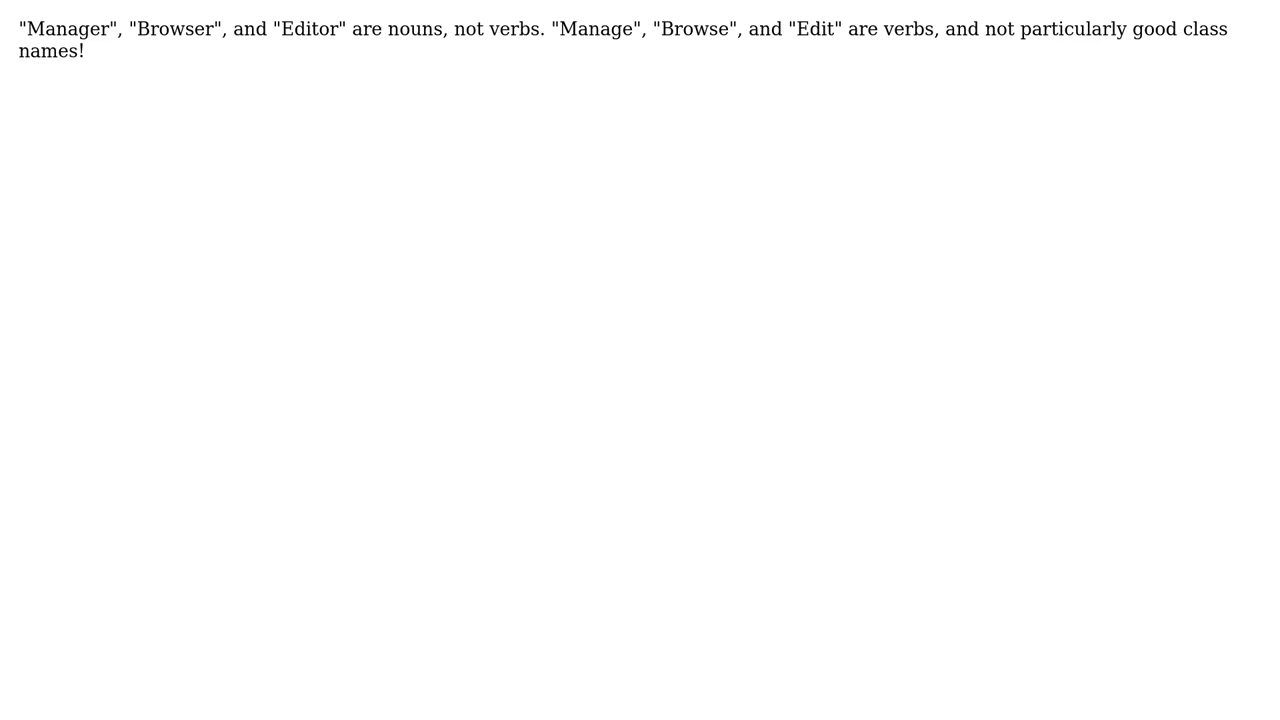 "Manager", "Browser", and "Editor" are nouns, not verbs. "Manage", "Browse", and "Edit" are verbs, and not particularly good class
names!